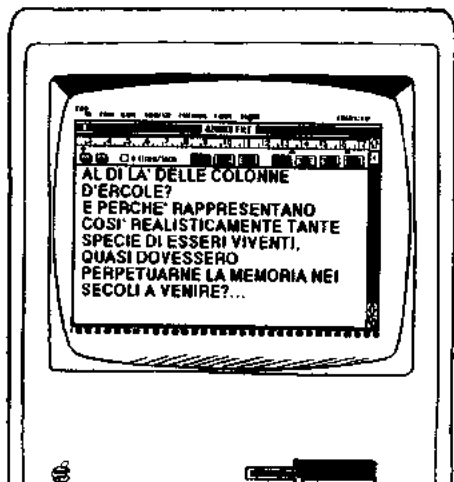 AL DI LA' DELLE COLONNE
D'ERCOLE?
E PERCHE' RAPPRESENTANO
COSI' REALISTICAMENTE TANTE
SPECIE DI ESSERI VIVENTI,
QUASI DOVESSERO
PERPETUARNE LA MEMORIA NEI
SECOLI A VENIRE?...